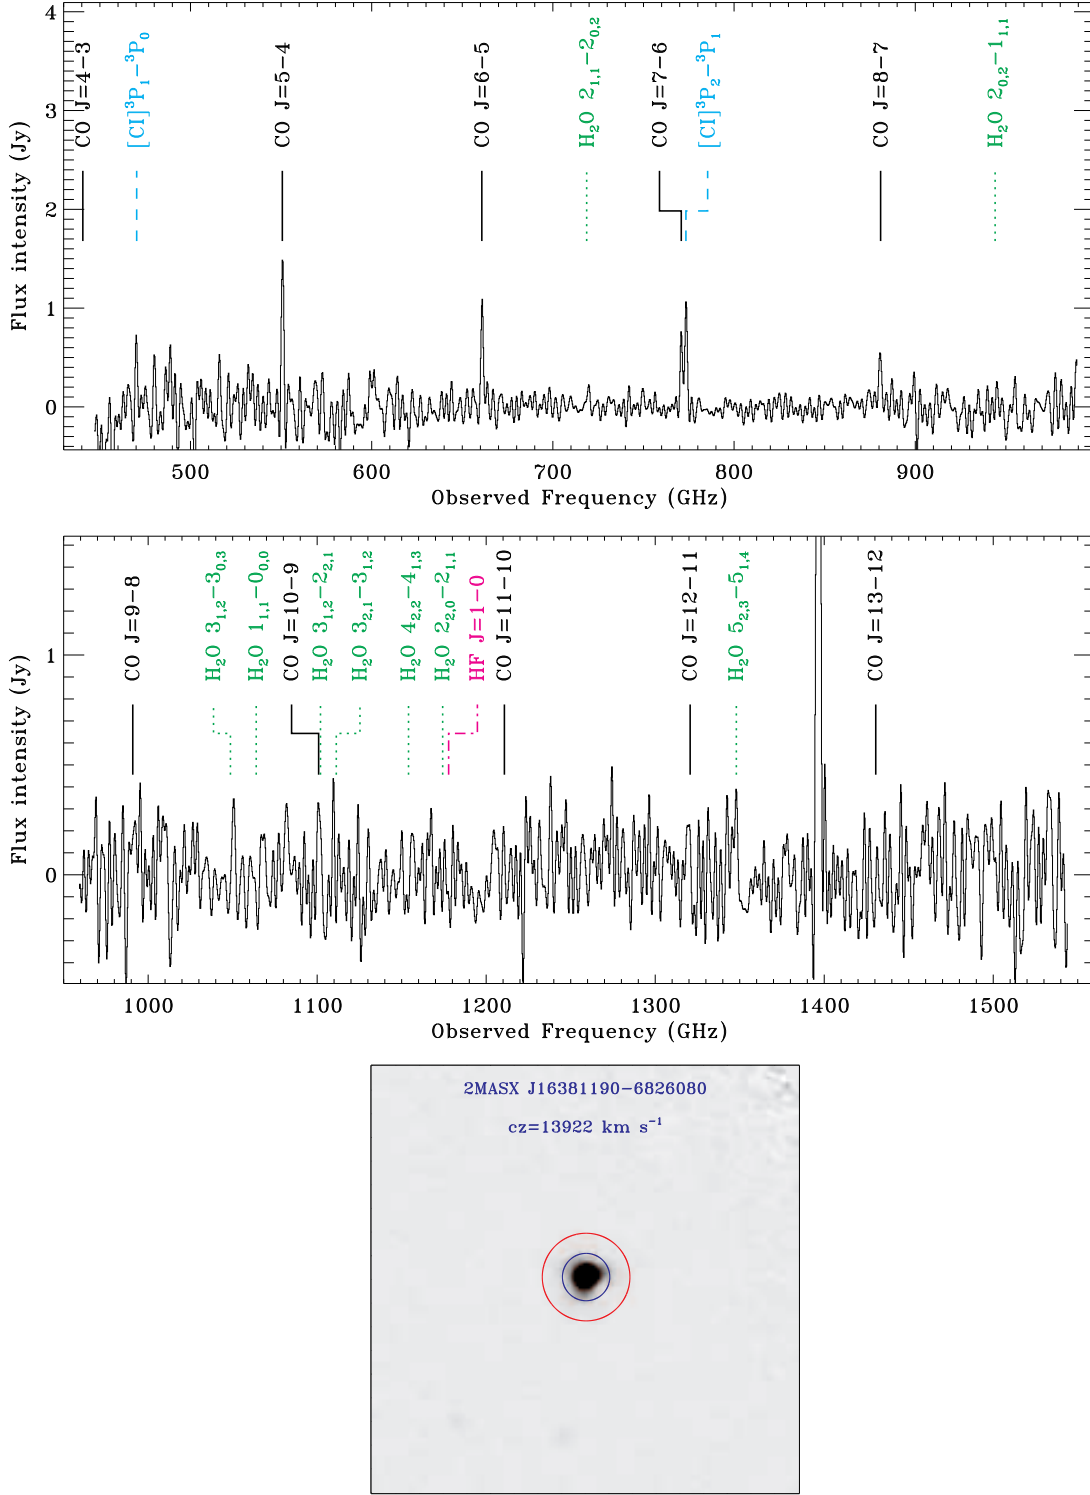 CO J=4−3
[CI]³P₁−³P₀
CO J=5−4
CO J=6−5
H₂O 2₁,₁−2₀,₂
CO J=7−6
[CI]³P₂−³P₁
CO J=8−7
H₂O 2₀,₂−1₁,₁
Flux intensity (Jy)
4
3
2
1
0
500 600 700 800 900
Observed Frequency (GHz)
CO J=9−8
H₂O 3₁,₂−3₀,₃
H₂O 1₁,₁−0₀,₀
CO J=10−9
H₂O 3₁,₂−2₂,₁
H₂O 3₂,₁−3₁,₂
H₂O 4₂,₂−4₁,₃
H₂O 2₂,₀−2₁,₁
HF J=1−0
CO J=11−10
CO J=12−11
H₂O 5₂,₃−5₁,₄
CO J=13−12
Flux intensity (Jy)
1
0
1000 1100 1200 1300 1400 1500
Observed Frequency (GHz)
2MASX J16381190−6826080
cz=13922 km s⁻¹